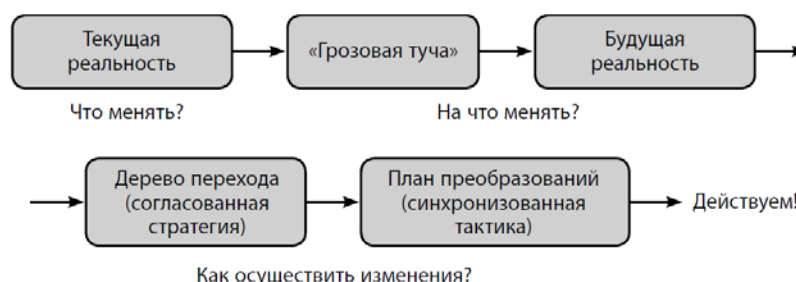 Текущая
реальность
«Грозовая туча»
Будущая
реальность
Что менять?
На что менять?
Дерево перехода
(согласованная
стратегия)
План преобразований
(синхронизованная
тактика)
Действуем!
Как осуществить изменения?